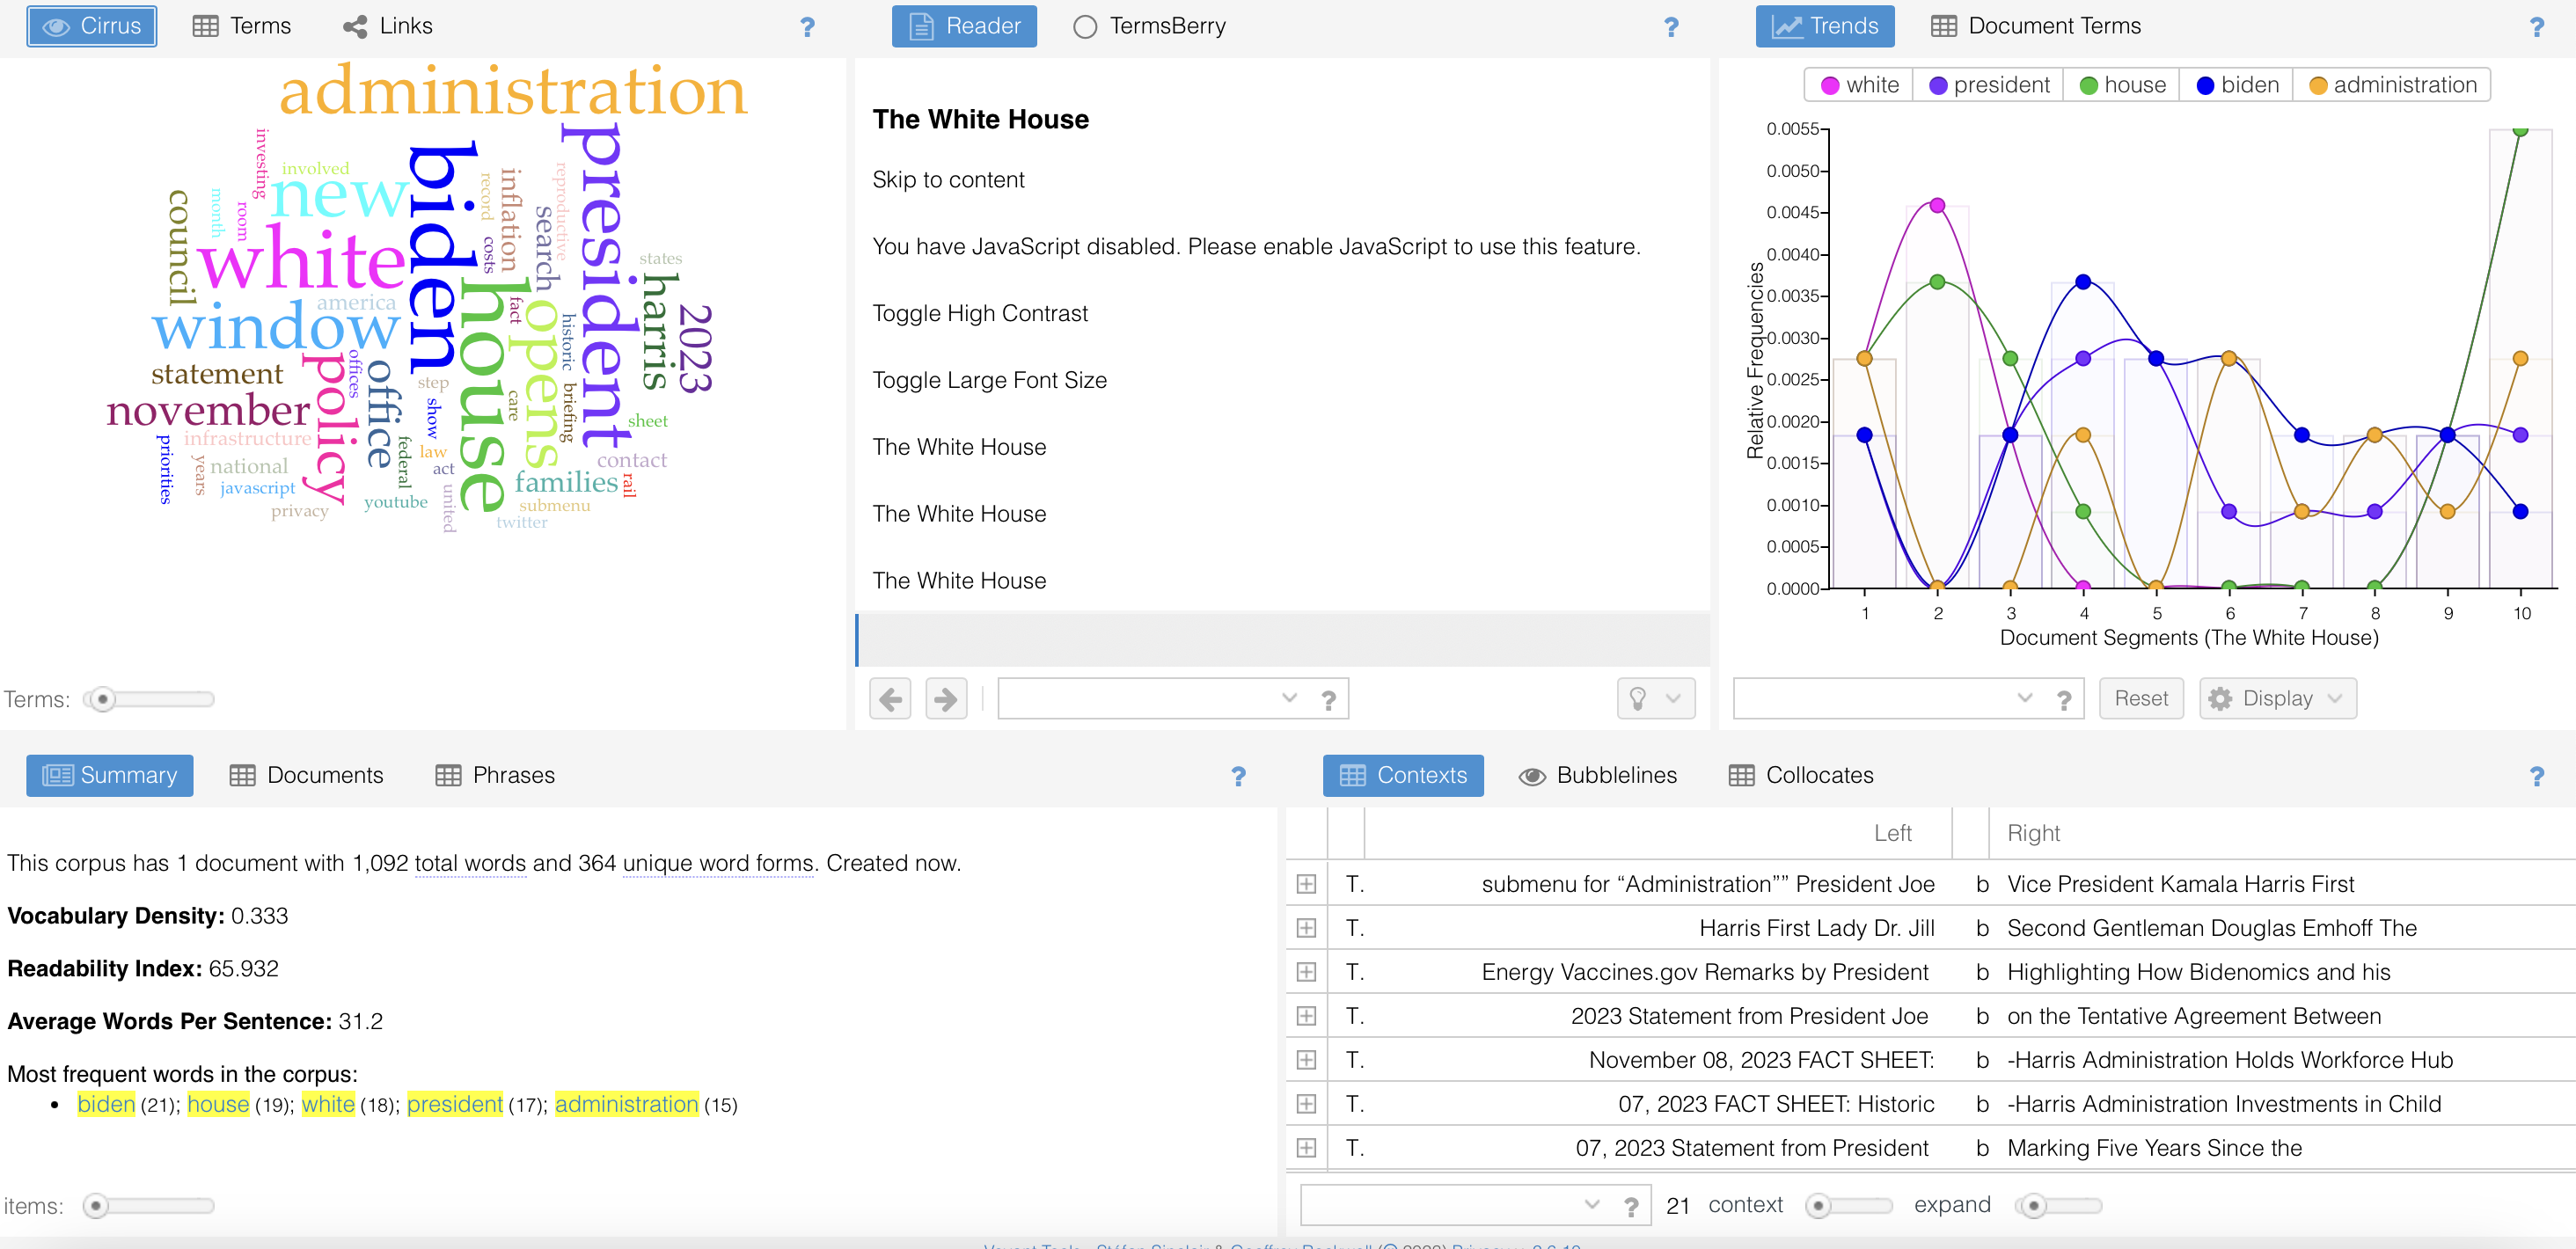 Cirrus Terms Links ?
administration
investing
involved
new
biden
president
record
inflation
search
reproductive
council
month
room
white
costs
states
harris
2023
america
window
house
fact
opens
historic
statement
policy
offices
office
step
november
show
care
briefing
sheet
priorities
infrastructure
years
national
federal
law
act
contact
javascript
privacy
youtube
united
families
rail
submenu
twitter
Terms:
Reader TermsBerry ?
The White House
Skip to content
You have JavaScript disabled. Please enable JavaScript to use this feature.
Toggle High Contrast
Toggle Large Font Size
The White House
The White House
The White House
?
Trends Document Terms ?
white president house biden administration
0.0055
0.0050
0.0045
0.0040
0.0035
0.0030
0.0025
0.0020
0.0015
0.0010
0.0005
0.0000
Relative Frequencies
1 2 3 4 5 6 7 8 9 10
Document Segments (The White House)
? Reset Display
Summary Documents Phrases ?
This corpus has 1 document with 1,092 total words and 364 unique word forms. Created now.
Vocabulary Density: 0.333
Readability Index: 65.932
Average Words Per Sentence: 31.2
Most frequent words in the corpus:
• biden (21); house (19); white (18); president (17); administration (15)
items:
Contexts Bubblelines Collocates ?
Left Right
T. submenu for “Administration”” President Joe b Vice President Kamala Harris First
T. Harris First Lady Dr. Jill b Second Gentleman Douglas Emhoff The
T. Energy Vaccines.gov Remarks by President b Highlighting How Bidenomics and his
T. 2023 Statement from President Joe b on the Tentative Agreement Between
T. November 08, 2023 FACT SHEET: b -Harris Administration Holds Workforce Hub
T. 07, 2023 FACT SHEET: Historic b -Harris Administration Investments in Child
T. 07, 2023 Statement from President b Marking Five Years Since the
? 21 context expand